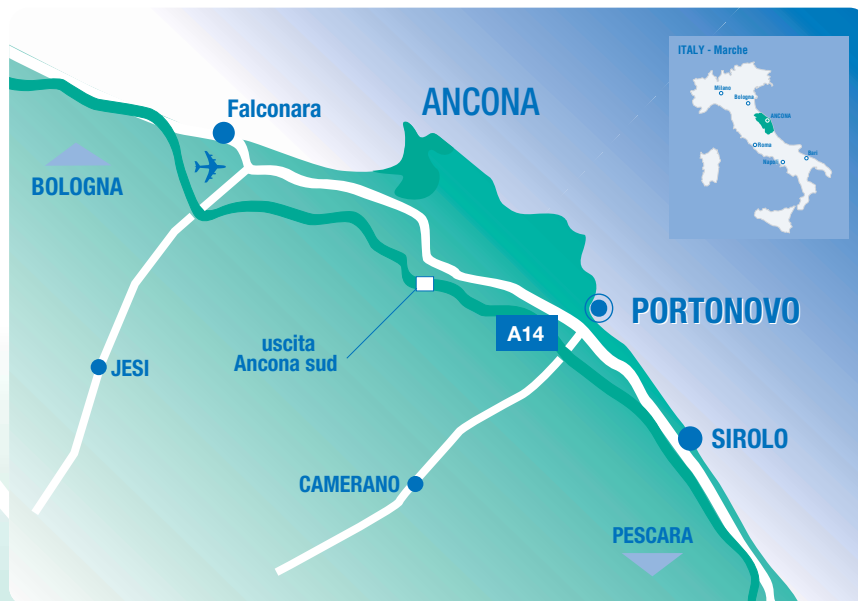 ITALY - Marche
Milano
Bologna
ANCONA
Roma
Bari
Napoli
ANCONA
Falconara
BOLOGNA
PORTONOVO
A14
uscita
Ancona sud
JESI
SIROLO
CAMERANO
PESCARA